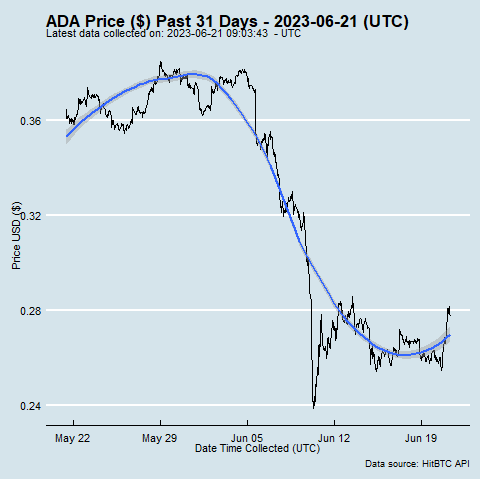 ADA Price ($) Past 31 Days - 2023-06-21 (UTC)
Latest data collected on: 2023-06-21 09:03:43 - UTC
Price USD ($)
0.36
0.32
0.28
0.24
May 22 May 29 Jun 05 Jun 12 Jun 19
Date Time Collected (UTC)
Data source: HitBTC API